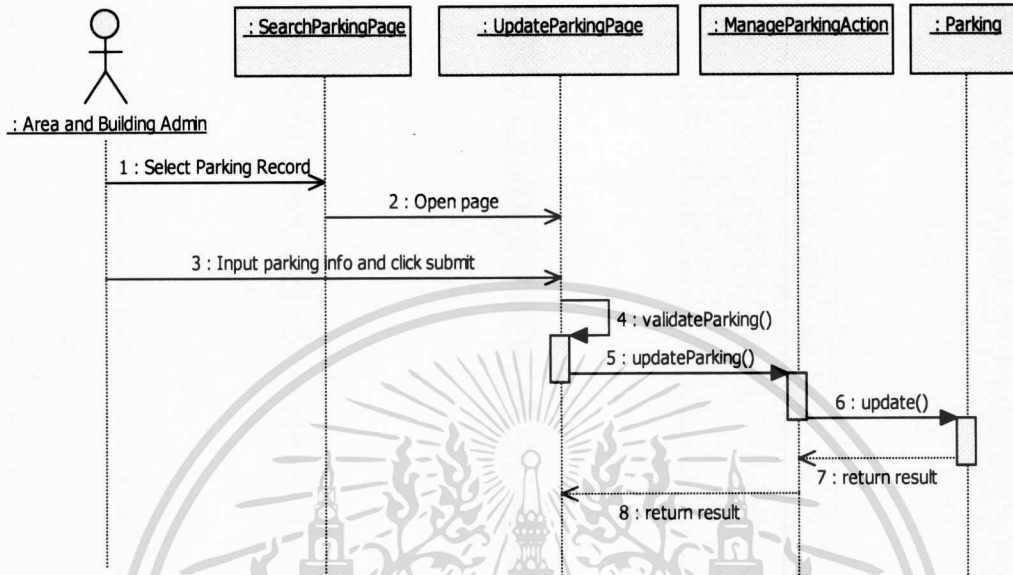 : SearchParkingPage
: UpdateParkingPage
: ManageParkingAction
: Parking
: Area and Building Admin
1 : Select Parking Record
2 : Open page
3 : Input parking info and click submit
4 : validateParking()
5 : updateParking()
6 : update()
7 : return result
8 : return result